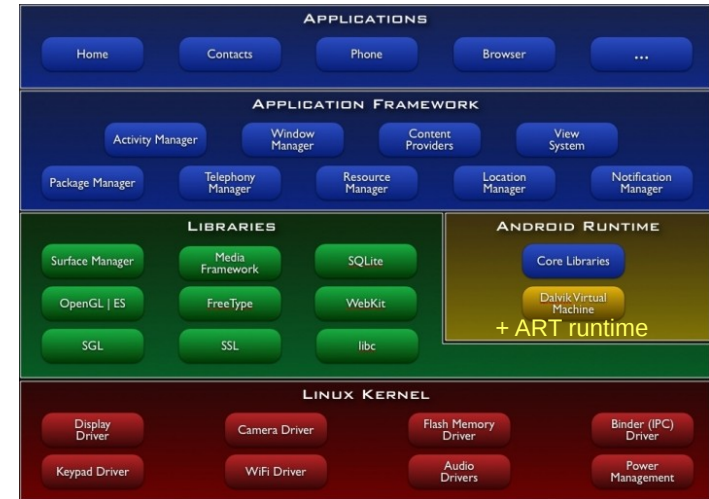 APPLICATIONS
Home
Contacts
Phone
Browser
...
APPLICATION FRAMEWORK
Activity Manager
Window
Manager
Content
Providers
View
System
Package Manager
Telephony
Manager
Resource
Manager
Location
Manager
Notification
Manager
LIBRARIES
Surface Manager
Media
Framework
SQLite
OpenGL | ES
FreeType
WebKit
SGL
SSL
libc
ANDROID RUNTIME
Core Libraries
Dalvik Virtual
Machine
+ ART runtime
LINUX KERNEL
Display
Driver
Camera Driver
Flash Memory
Driver
Binder (IPC)
Driver
Keypad Driver
WiFi Driver
Audio
Drivers
Power
Management